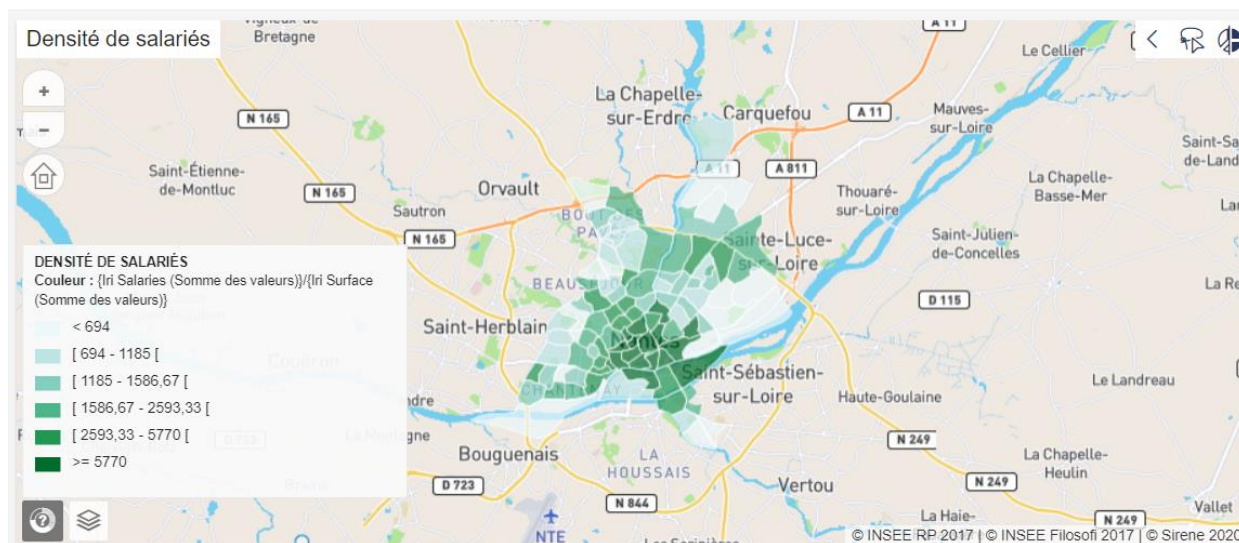 Densité de salariés
Bretagne
A 11
Le Cellier
+
−
N 165
La Chapelle-
sur-Erdre
Carquefou
A 11
Mauves-
sur-Loire
Saint-Étienne-
de-Montluc
N 165
Orvault
A 11
A 811
Thouaré-
sur-Loire
La Chapelle-
Basse-Mer
Sautron
N 165
Sainte-Luce-
sur-Loire
Saint-Julien-
de-Concelles
DENSITÉ DE SALARIÉS
Couleur : {Iri Salaries (Somme des valeurs)}/{Iri Surface
(Somme des valeurs)}
< 694
[ 694 - 1185 [
[ 1185 - 1586,67 [
[ 1586,67 - 2593,33 [
[ 2593,33 - 5770 [
>= 5770
BEAUSÉJOUR
D 115
Saint-Herblain
Nantes
Couëron
CHANTENAY
Saint-Sébastien-
sur-Loire
Le Landreau
Haute-Goulaine
Bouguenais
LA
HOUSSAIS
N 249
La Chapelle-
Heulin
D 723
Vertou
N 249
N 844
NTE
La Haie-
N 249
Vallet
© INSEE RP 2017 | © INSEE Filosofi 2017 | © Sirene 2020